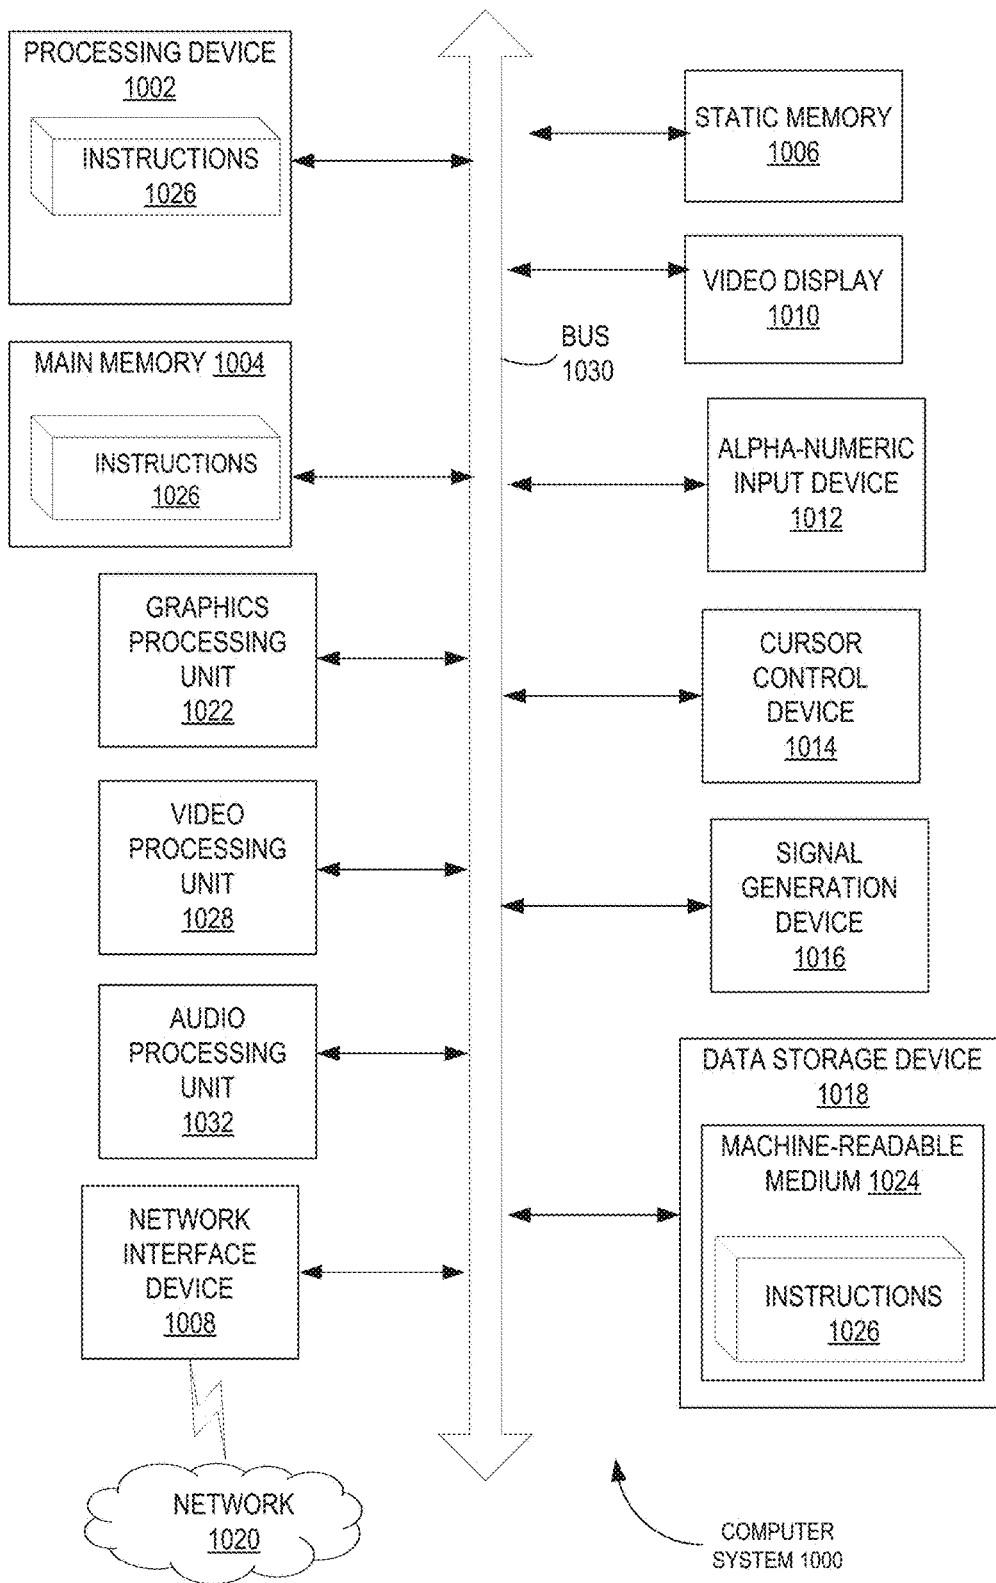 PROCESSING DEVICE
1002
INSTRUCTIONS
1026
MAIN MEMORY 1004
INSTRUCTIONS
1026
GRAPHICS
PROCESSING
UNIT
1022
VIDEO
PROCESSING
UNIT
1028
AUDIO
PROCESSING
UNIT
1032
NETWORK
INTERFACE
DEVICE
1008
NETWORK
1020
BUS
1030
STATIC MEMORY
1006
VIDEO DISPLAY
1010
ALPHA-NUMERIC
INPUT DEVICE
1012
CURSOR
CONTROL
DEVICE
1014
SIGNAL
GENERATION
DEVICE
1016
DATA STORAGE DEVICE
1018
MACHINE-READABLE
MEDIUM 1024
INSTRUCTIONS
1026
COMPUTER
SYSTEM 1000